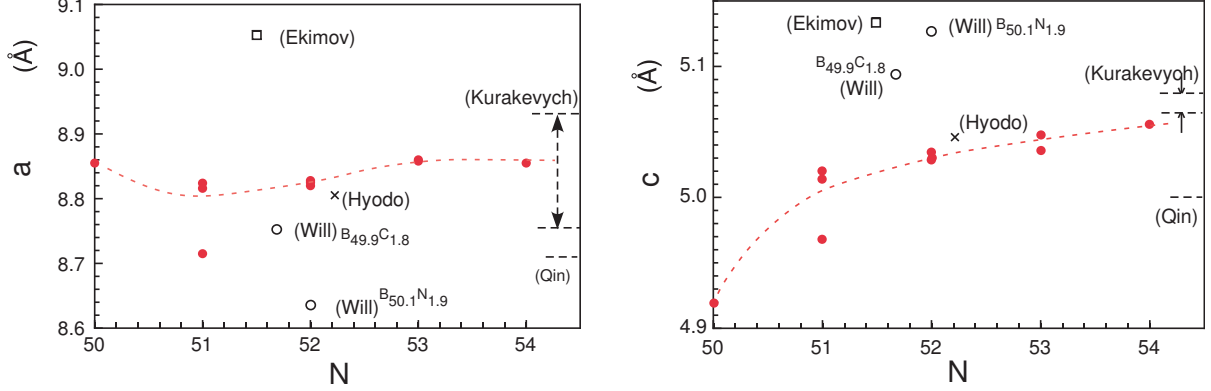 9.1
9.0
8.9
8.8
8.7
8.6
a (Å)
(Ekimov)
(Kurakevych)
(Hyodo)
(Will) B49.9C1.8
(Qin)
(Will) B50.1N1.9
50 51 52 53 54
N
5.1
5.0
4.9
c (Å)
(Ekimov)
(Will) B50.1N1.9
B49.9C1.8
(Will)
(Kurakevych)
(Hyodo)
(Qin)
50 51 52 53 54
N